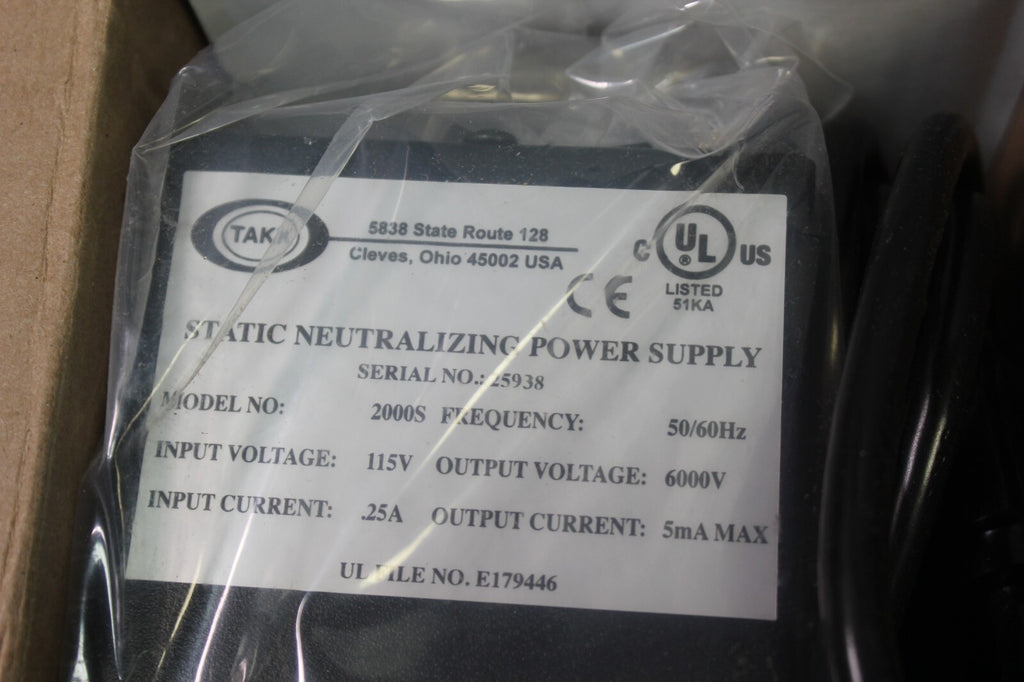 TAKK
5838 State Route 128
Cleves, Ohio 45002 USA
C UL ® US
LISTED
51KA
CE
STATIC NEUTRALIZING POWER SUPPLY
SERIAL NO.: 25938
MODEL NO: 2000S FREQUENCY: 50/60Hz
INPUT VOLTAGE: 115V OUTPUT VOLTAGE: 6000V
INPUT CURRENT: .25A OUTPUT CURRENT: 5mA MAX
UL FILE NO. E179446